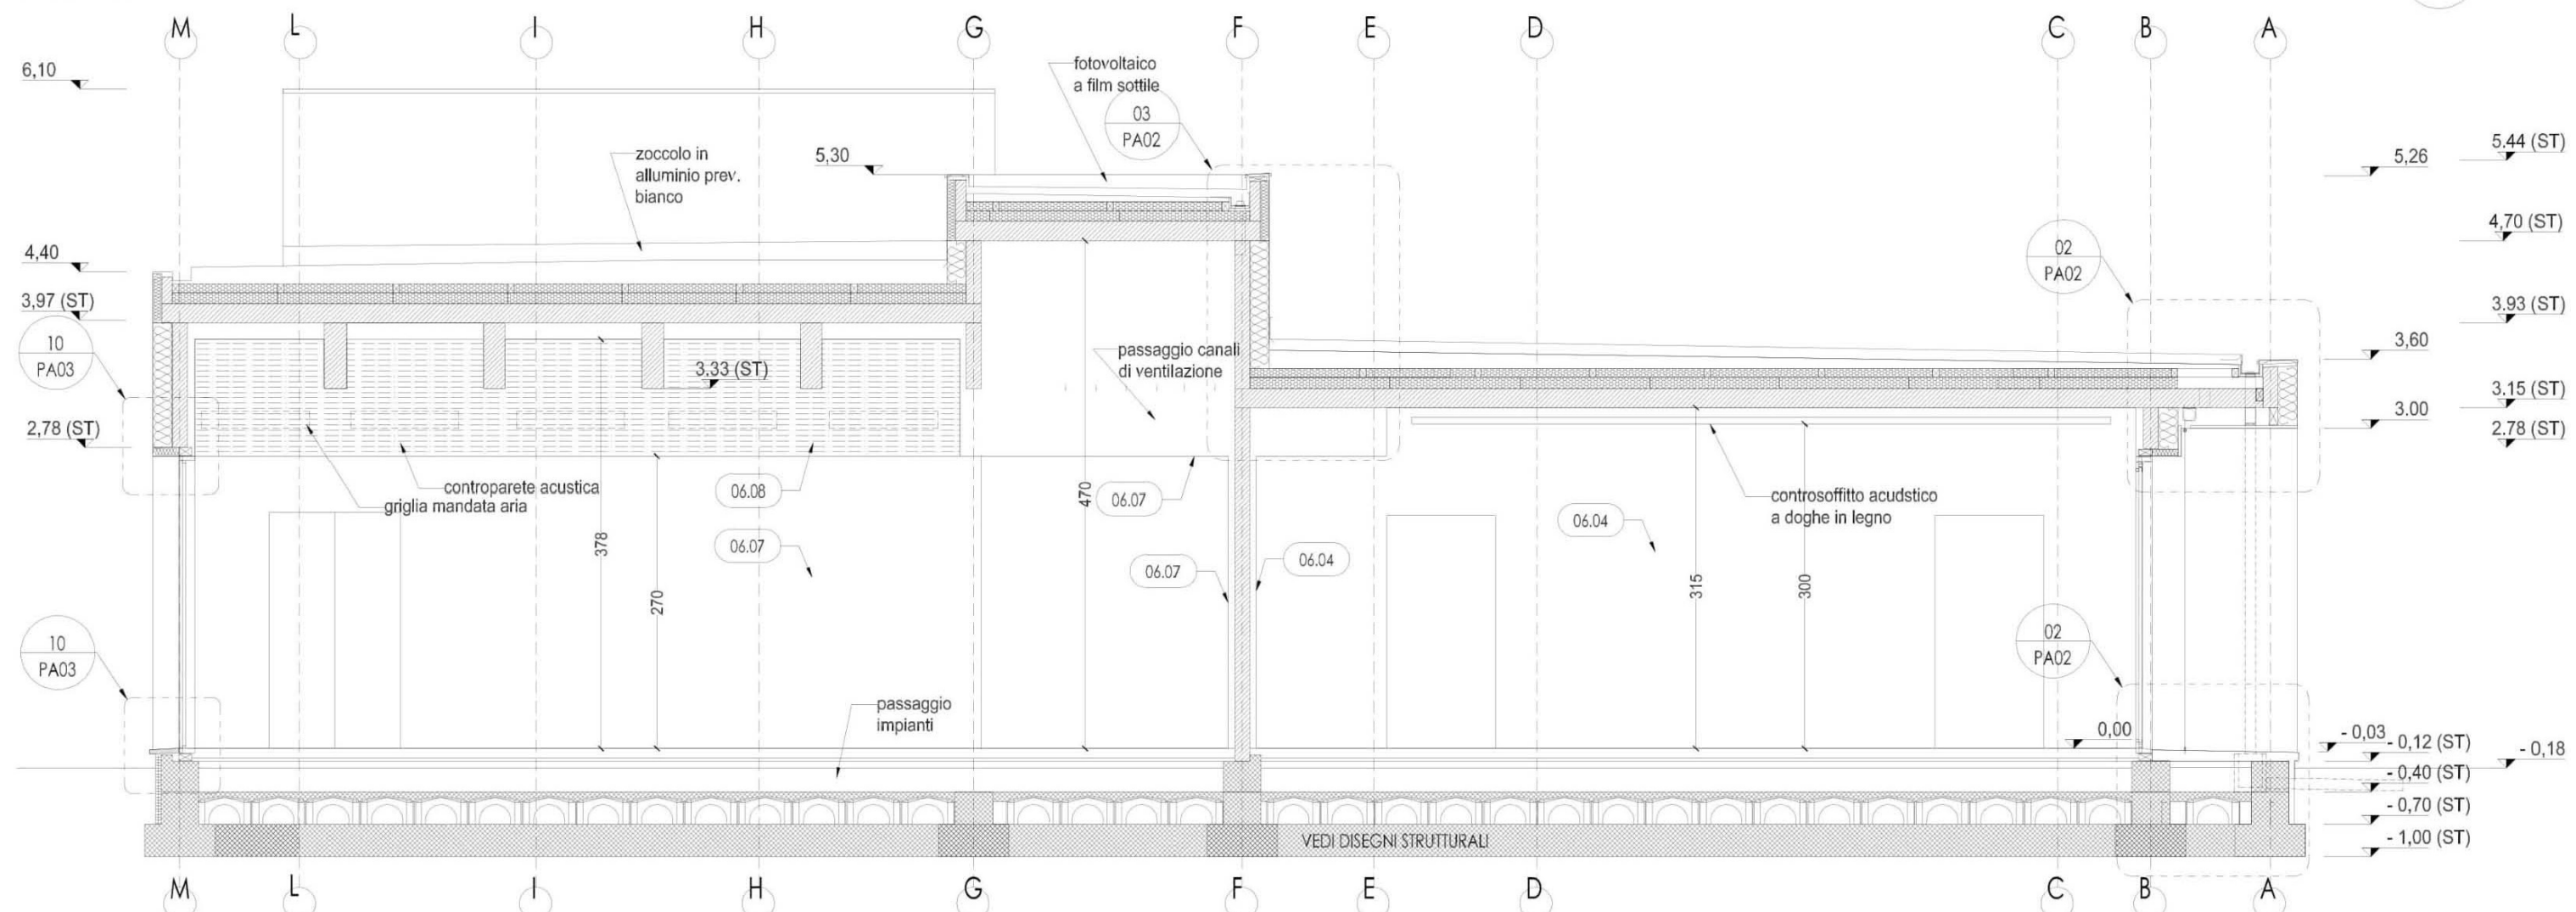 M L I H G F E D C B A
6,10
fotovoltaico
a film sottile
03
PA02
zoccolo in
alluminio prev.
bianco
5,30
5.44 (ST)
5,26
4,70 (ST)
02
PA02
4,40
3,97 (ST)
3.93 (ST)
10
PA03
3,60
passaggio canali
di ventilazione
3,33 (ST)
3.15 (ST)
3.00
2,78 (ST)
2.78 (ST)
controparete acustica
griglia mandata aria
06.08
470
06.07
controsoffitto acudstico
a doghe in legno
06.04
378
06.07
06.07
06.04
270
315
300
10
PA03
02
PA02
passaggio
impianti
0,00
- 0,03
- 0,12 (ST)
- 0,18
- 0,40 (ST)
- 0,70 (ST)
VEDI DISEGNI STRUTTURALI
- 1,00 (ST)
M L I H G F E D C B A